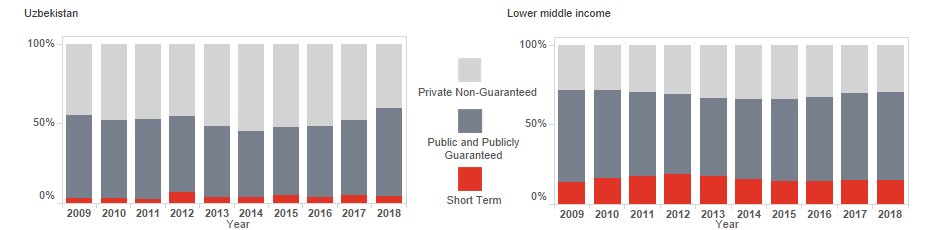 Uzbekistan
100%
50%
0%
2009 2010 2011 2012 2013 2014 2015 2016 2017 2018
Year
Private Non-Guaranteed
Public and Publicly
Guaranteed
Short Term
Lower middle income
100%
50%
0%
2009 2010 2011 2012 2013 2014 2015 2016 2017 2018
Year